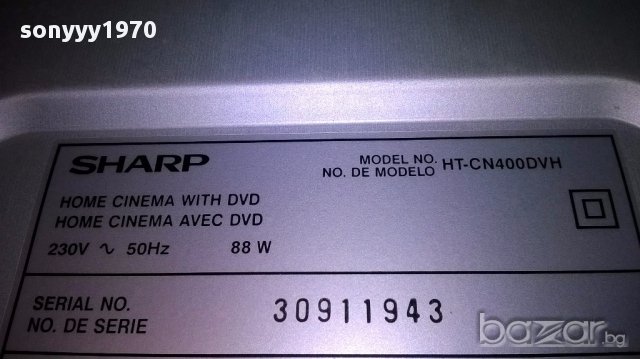 sonyyy1970
SHARP
MODEL NO. HT-CN400DVH
NO. DE MODELO
HOME CINEMA WITH DVD
HOME CINEMA AVEC DVD
230V ∿ 50Hz 88 W
SERIAL NO. 30911943
NO. DE SERIE
bazar.bg